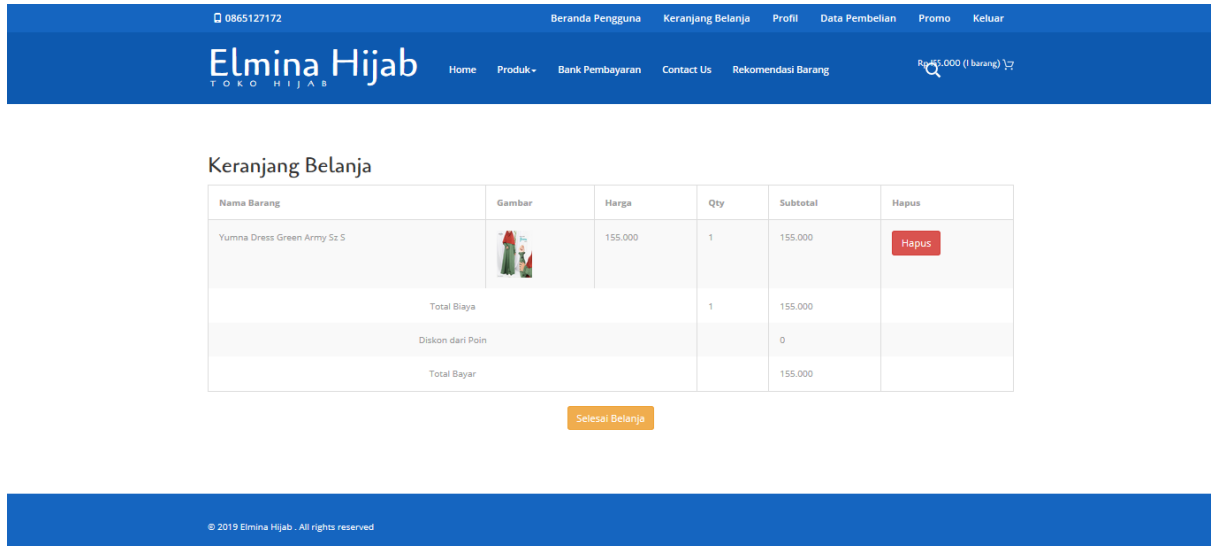 0865127172 Beranda Pengguna Keranjang Belanja Profil Data Pembelian Promo Keluar
Elmina Hijab
TOKO HIJAB
Home Produk Bank Pembayaran Contact Us Rekomendasi Barang
(1 barang)
Keranjang Belanja
Nama Barang Gambar Harga Qty Subtotal Hapus
Yumna Dress Green Army Sz S 155.000 1 155.000 Hapus
Total Biaya 1 155.000
Diskon dari Poin 0
Total Bayar 155.000
Selesai Belanja
© 2019 Elmina Hijab . All rights reserved